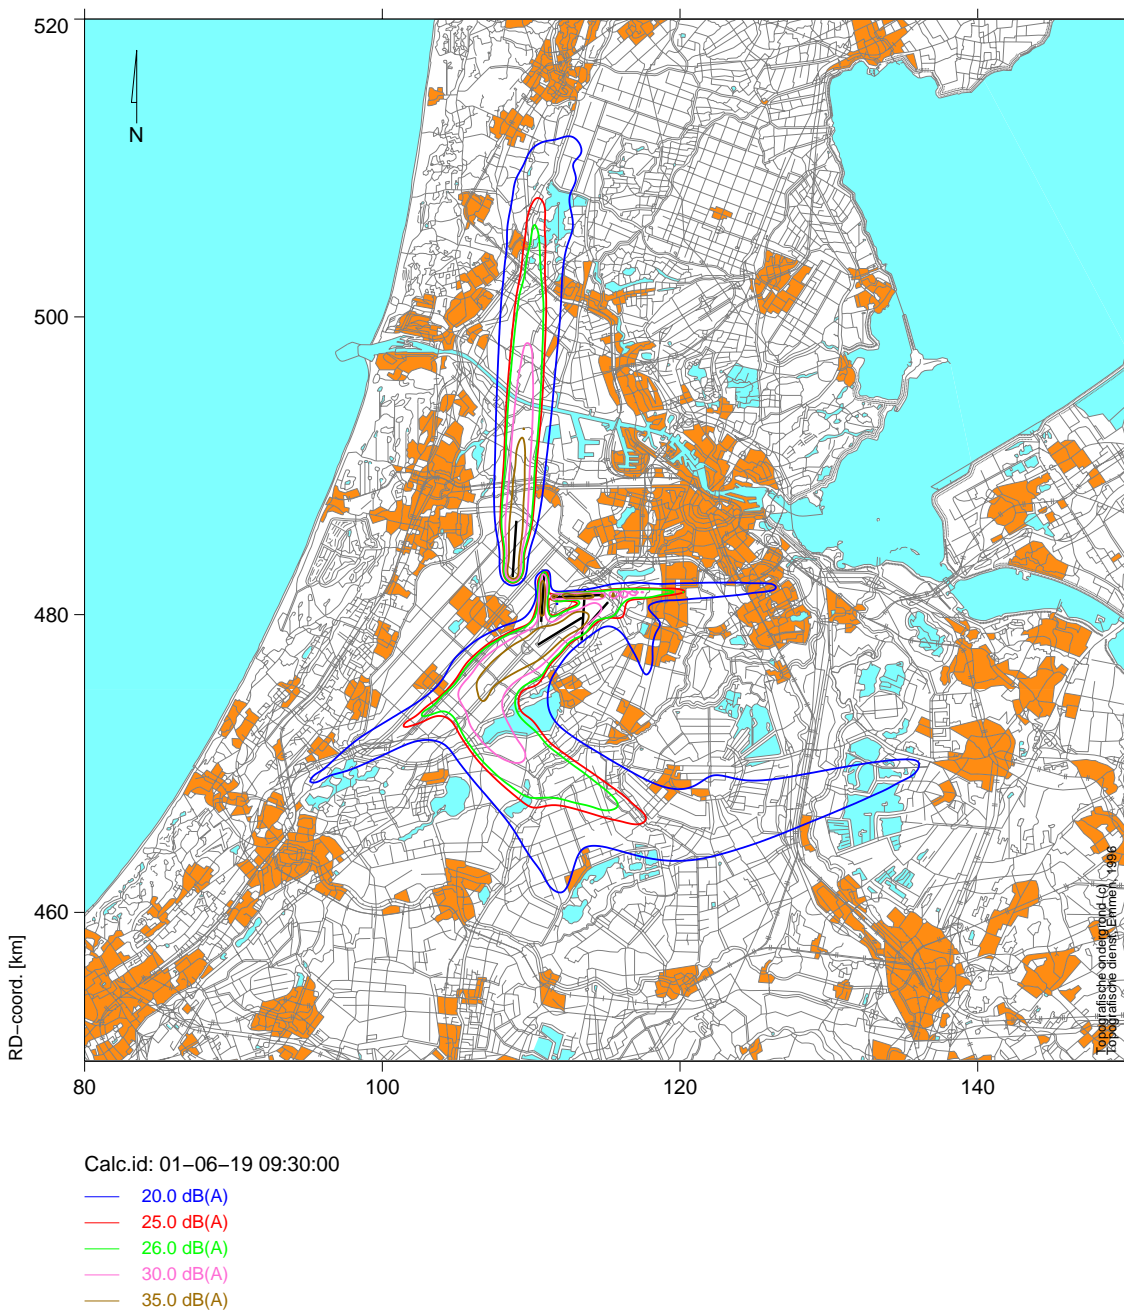 520
N
500
480
460
RD−coord. [km]
80
100
120
140
Topografische ondergrond (c)
Topografische dienst, Emmen, 1996
Calc.id: 01−06−19 09:30:00
20.0 dB(A)
25.0 dB(A)
26.0 dB(A)
30.0 dB(A)
35.0 dB(A)